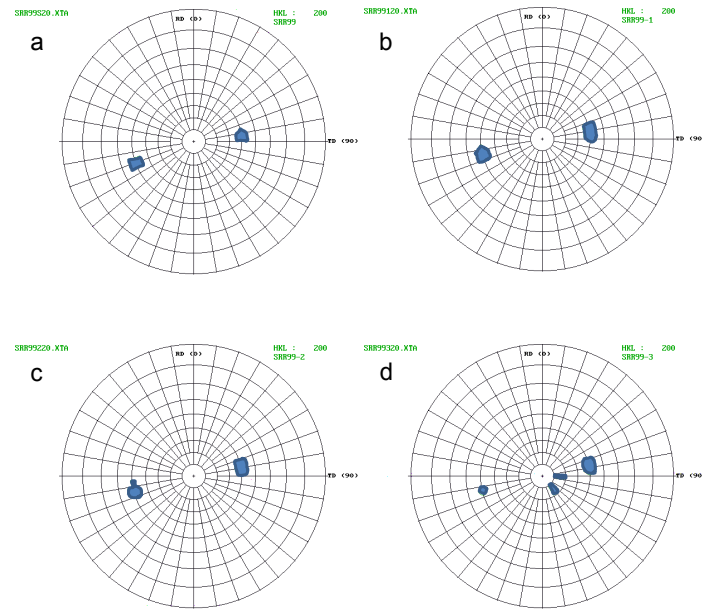 SRR99S20.XTA
HKL : 200
SRR99
a
RD (0)
TD (90)
SRR99120.XTA
HKL : 200
SRR99-1
b
RD (0)
TD (90)
SRR99220.XTA
HKL : 200
SRR99-2
c
RD (0)
TD (90)
SRR99320.XTA
HKL : 200
SRR99-3
d
RD (0)
TD (90)